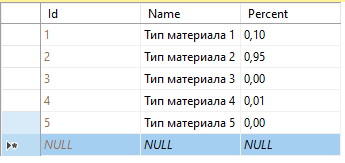 Id Name Percent
1 Тип материала 1 0,10
2 Тип материала 2 0,95
3 Тип материала 3 0,00
4 Тип материала 4 0,01
5 Тип материала 5 0,00
NULL NULL NULL